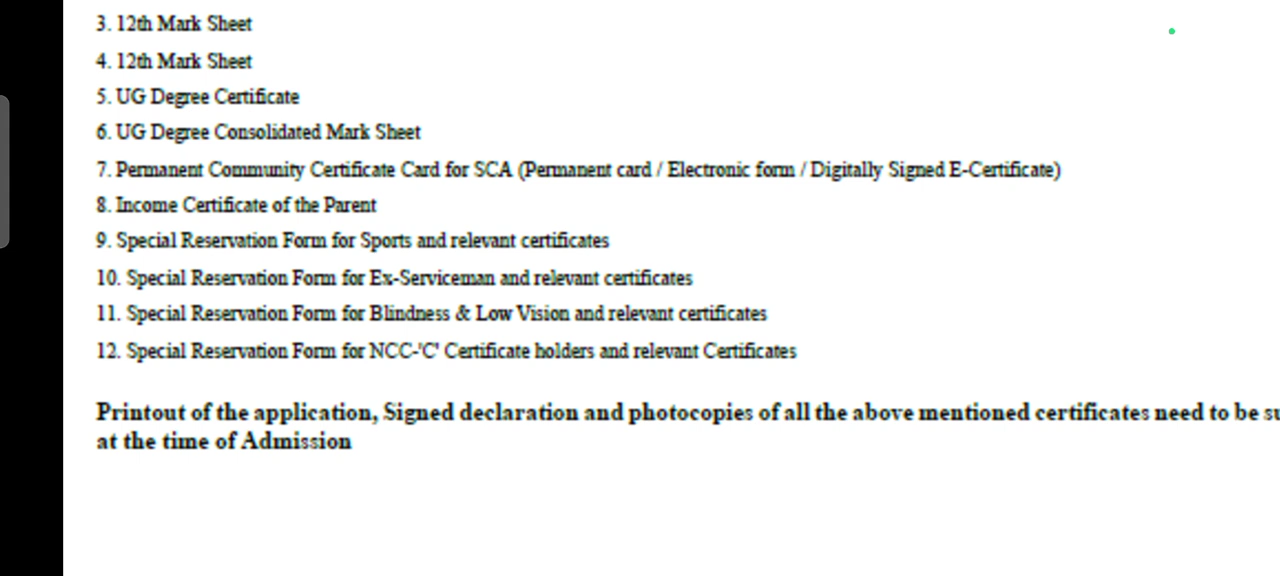 3. 12th Mark Sheet
4. 12th Mark Sheet
5. UG Degree Certificate
6. UG Degree Consolidated Mark Sheet
7. Permanent Community Certificate Card for SCA (Permanent card / Electronic form / Digitally Signed E-Certificate)
8. Income Certificate of the Parent
9. Special Reservation Form for Sports and relevant certificates
10. Special Reservation Form for Ex-Serviceman and relevant certificates
11. Special Reservation Form for Blindness & Low Vision and relevant certificates
12. Special Reservation Form for NCC-'C' Certificate holders and relevant Certificates
Printout of the application, Signed declaration and photocopies of all the above mentioned certificates need to be
at the time of Admission